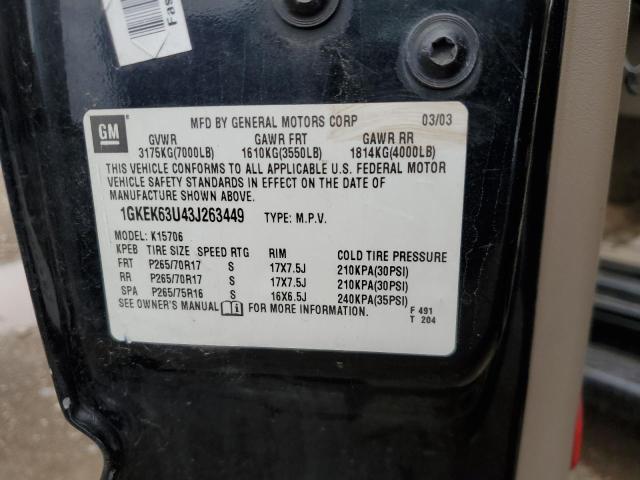 Fas
GM
MFD BY GENERAL MOTORS CORP 03/03
GVWR GAWR FRT GAWR RR
3175KG(7000LB) 1610KG(3550LB) 1814KG(4000LB)
THIS VEHICLE CONFORMS TO ALL APPLICABLE U.S. FEDERAL MOTOR
VEHICLE SAFETY STANDARDS IN EFFECT ON THE DATE OF
MANUFACTURE SHOWN ABOVE.
1GKEK63U43J263449 TYPE: M.P.V.
MODEL: K15706
KPEB TIRE SIZE SPEED RTG RIM COLD TIRE PRESSURE
FRT P265/70R17 S 17X7.5J 210KPA(30PSI)
RR P265/70R17 S 17X7.5J 210KPA(30PSI)
SPA P265/75R16 S 16X6.5J 240KPA(35PSI)
SEE OWNER'S MANUAL FOR MORE INFORMATION. F 491
T 204